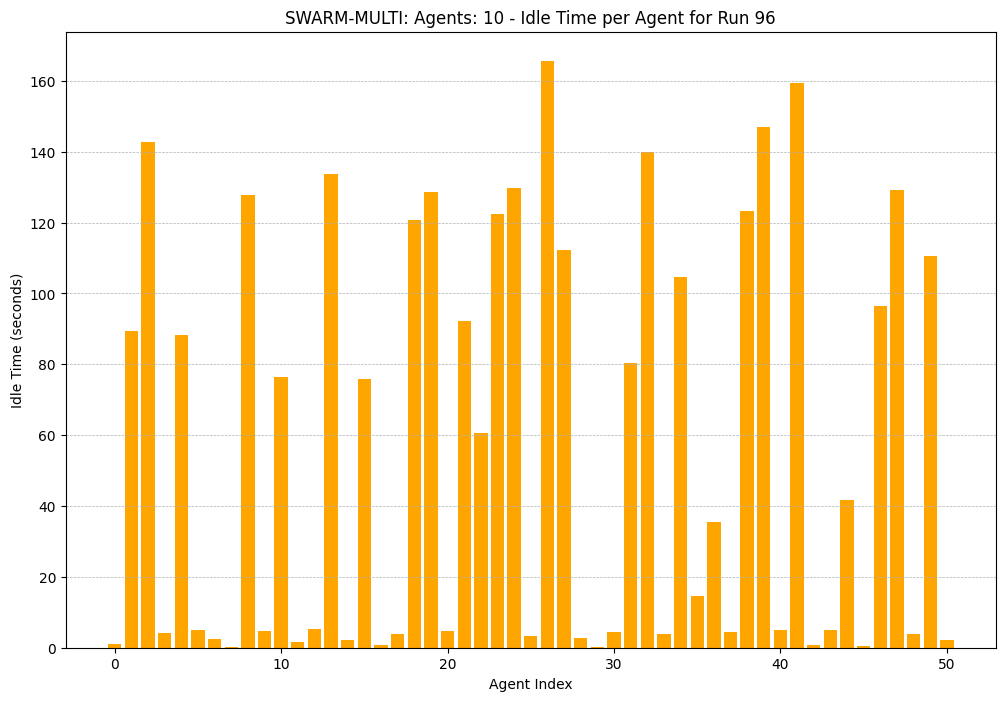 SWARM-MULTI: Agents: 10 - Idle Time per Agent for Run 96
Idle Time (seconds)
160
140
120
100
80
60
40
20
0
0 10 20 30 40 50
Agent Index